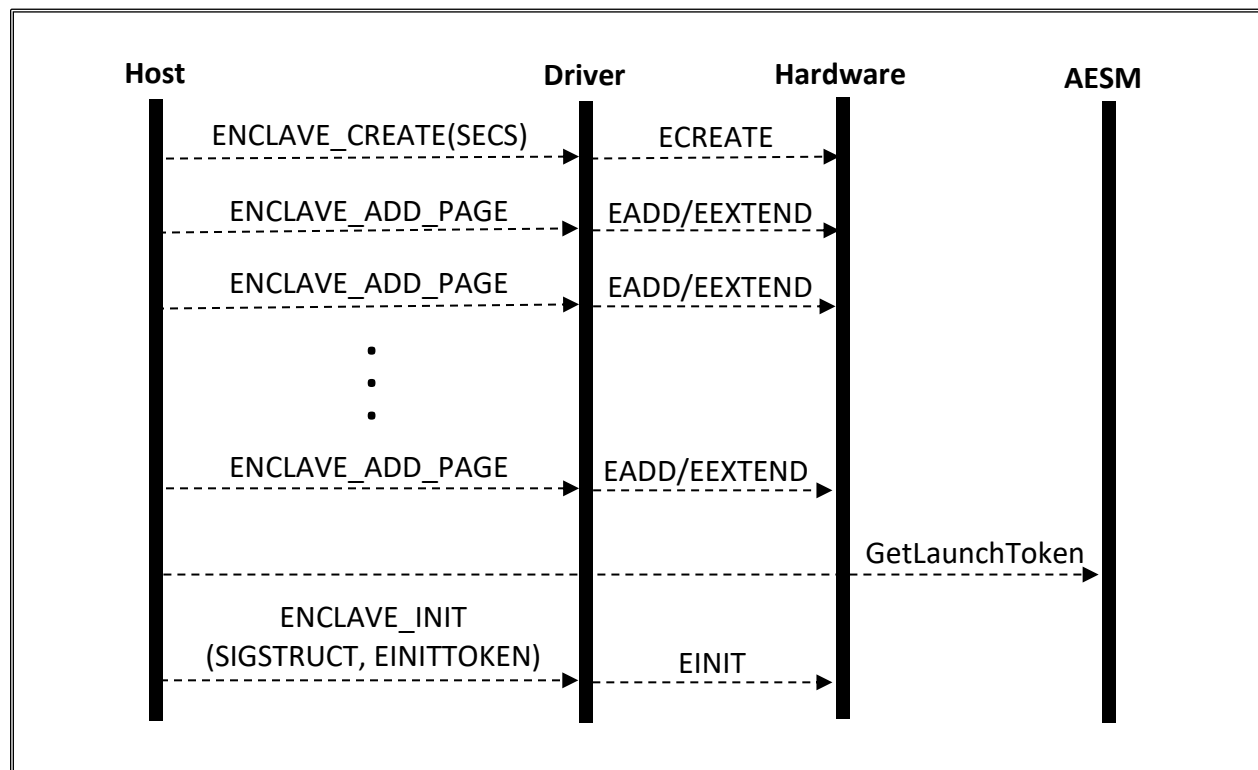 Host
Driver
Hardware
AESM
ENCLAVE_CREATE(SECS)
ECREATE
ENCLAVE_ADD_PAGE
EADD/EEXTEND
ENCLAVE_ADD_PAGE
EADD/EEXTEND
ENCLAVE_ADD_PAGE
EADD/EEXTEND
GetLaunchToken
ENCLAVE_INIT
(SIGSTRUCT, EINITTOKEN)
EINIT